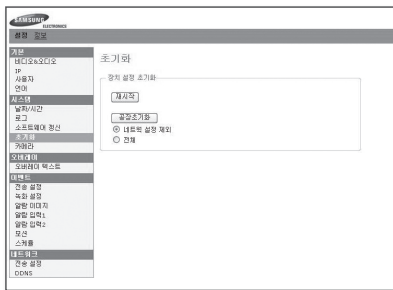 SAMSUNG
ELECTRONICS
설정 정보
기본
비디오&오디오
IP
사용자
언어
시스템
날짜/시간
로그
소프트웨어 갱신
초기화
카메라
오버레이
오버레이 텍스트
이벤트
전송 설정
녹화 설정
알람 이미지
알람 입력1
알람 입력2
모션
스케쥴
네트워크
전송 설정
DDNS
초기화
장치 설정 초기화
재시작
공장초기화
네트웍 설정 제외
전체